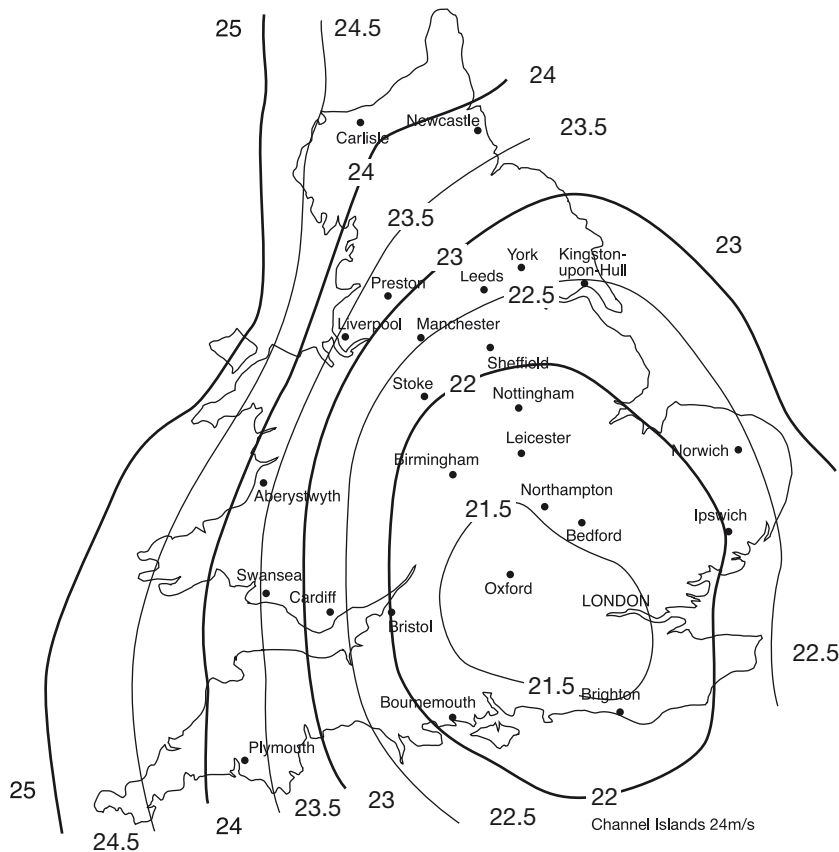 25
24.5
24
23.5
Carlisle
Newcastle
24
23.5
23
23
York
Kingston-
upon-Hull
Leeds
Preston
22.5
Liverpool
Manchester
Sheffield
22
Stoke
Nottingham
Leicester
Norwich
Birmingham
Aberystwyth
Northampton
21.5
Ipswich
Bedford
Swansea
Oxford
Cardiff
LONDON
Bristol
22.5
21.5
Brighton
Bournemouth
Plymouth
25
23.5
23
22
24.5
24
22.5
Channel Islands 24m/s